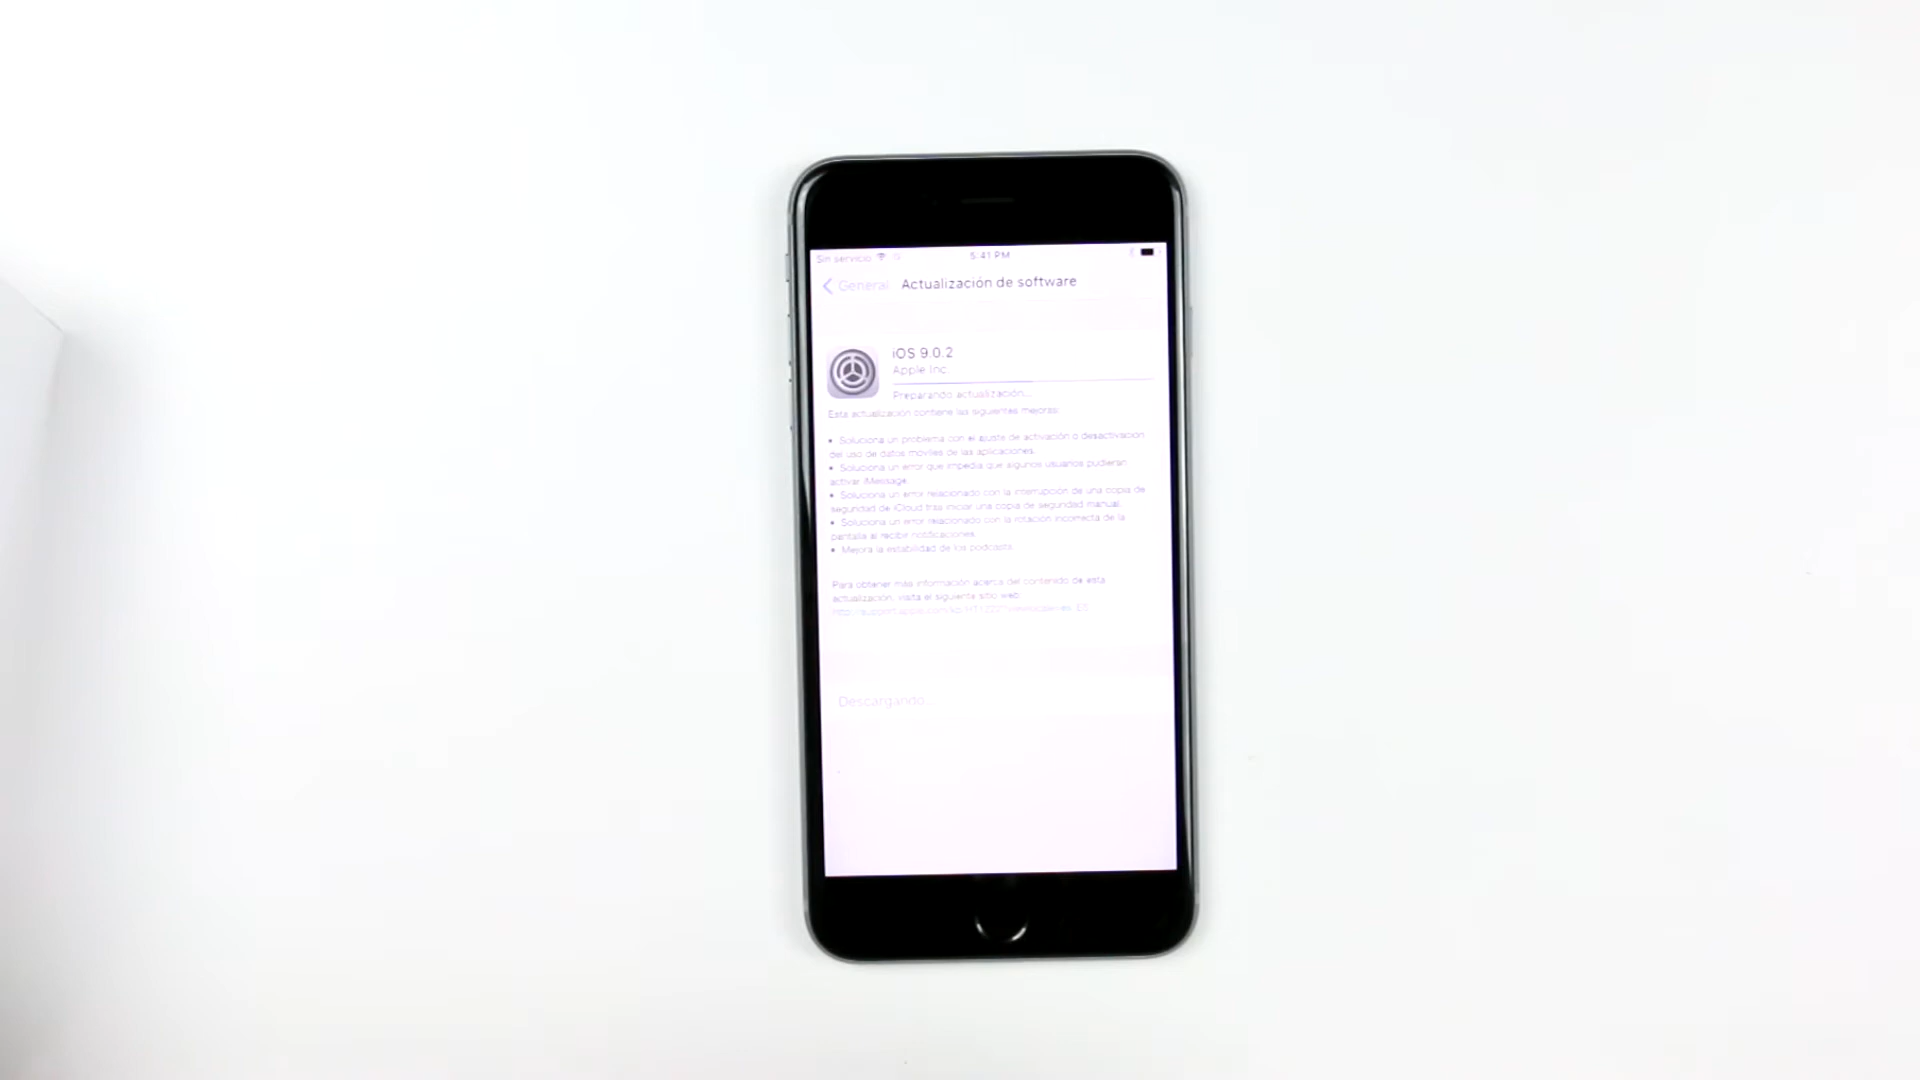 Sin servicio 5:41 PM
General Actualización de software
iOS 9.0.2
Apple Inc.
Preparando actualización...
Esta actualización contiene las siguientes mejoras:
• Soluciona un problema con el ajuste de activación o desactivación
del uso de datos móviles de las aplicaciones.
• Soluciona un error que impedía que algunos usuarios pudieran
activar iMessage.
• Soluciona un error relacionado con la interrupción de una copia de
seguridad de iCloud tras iniciar una copia de seguridad manual.
• Soluciona un error relacionado con la rotación incorrecta de la
pantalla al recibir notificaciones.
• Mejora la estabilidad de los podcasts.
Para obtener más información acerca del contenido de esta
actualización, visita el siguiente sitio web:
Descargando...